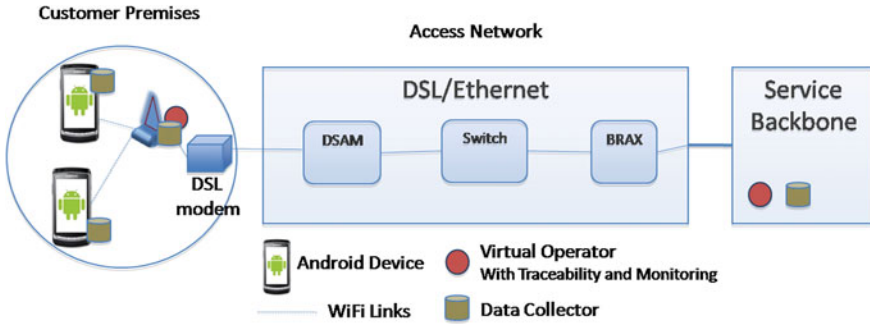 Customer Premises
Access Network
DSL/Ethernet
Service
Backbone
DSAM
Switch
BRAX
DSL
modem
Android Device
Virtual Operator
With Traceability and Monitoring
WiFi Links
Data Collector